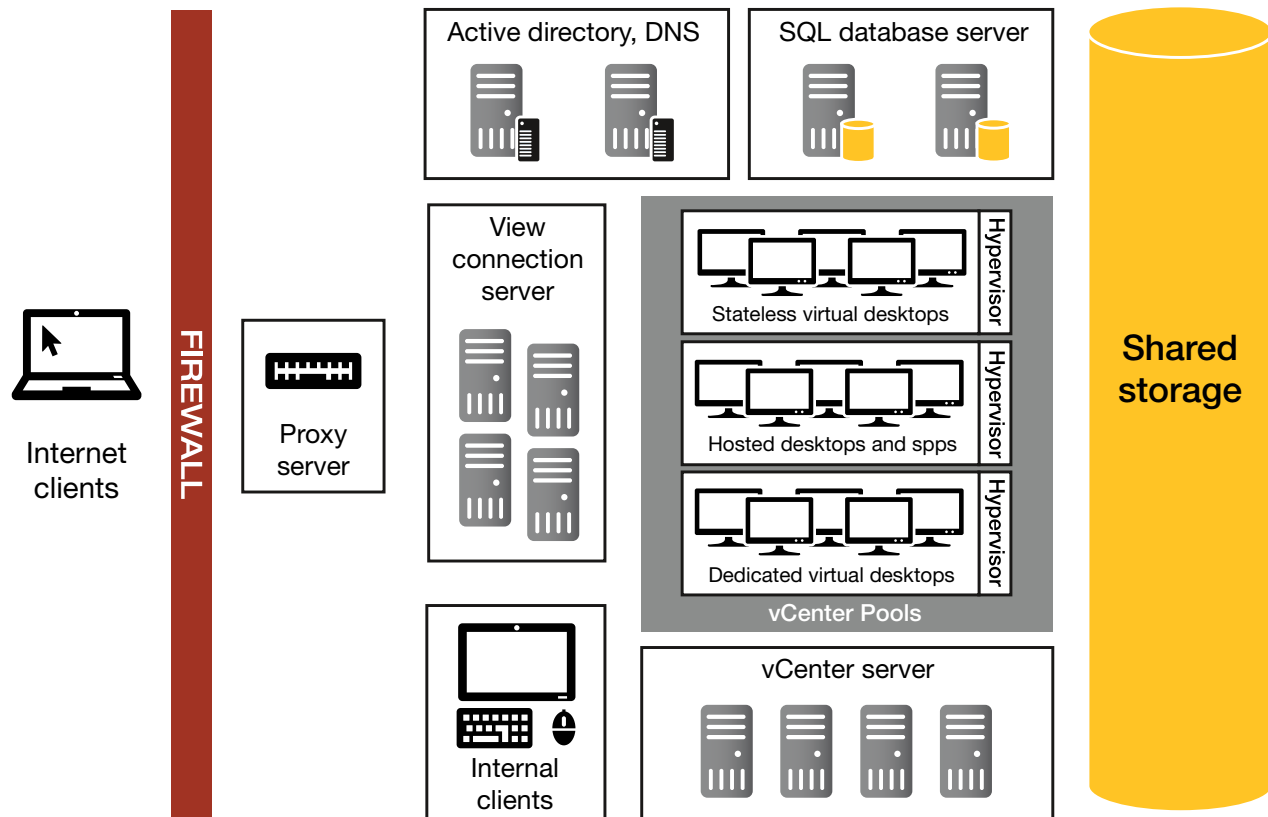 Active directory, DNS
SQL database server
View
connection
server
Hypervisor
Stateless virtual desktops
Hypervisor
Hosted desktops and spps
Hypervisor
Dedicated virtual desktops
vCenter Pools
Shared
storage
FIREWALL
Internet
clients
Proxy
server
Internal
clients
vCenter server